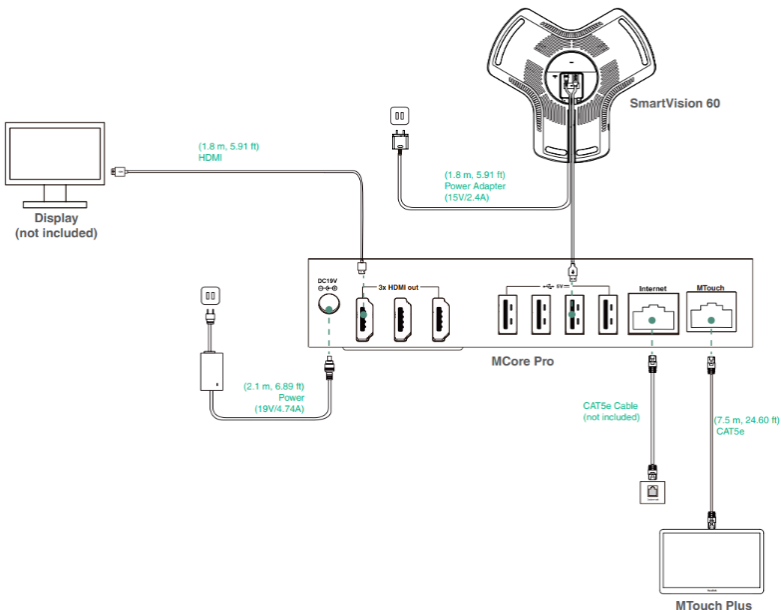 SmartVision 60
(1.8 m, 5.91 ft)
HDMI
(1.8 m, 5.91 ft)
Power Adapter
(15V/2.4A)
Display
(not included)
DC19V
3x HDMI out
5V
Internet
MTouch
MCore Pro
(2.1 m, 6.89 ft)
Power
(19V/4.74A)
CAT5e Cable
(not included)
(7.5 m, 24.60 ft)
CAT5e
MTouch Plus